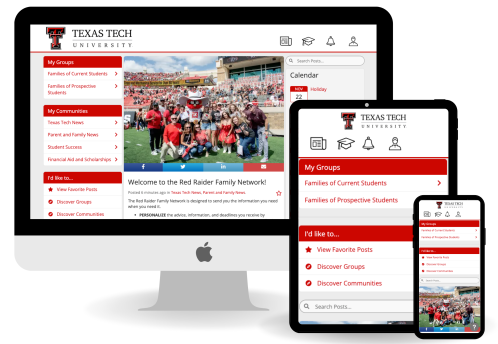 TEXAS TECH
UNIVERSITY
My Groups
Families of Current Students
Families of Prospective
Students
My Communities
Texas Tech News
Parent and Family News
Student Success
Financial Aid and Scholarships
I'd like to...
View Favorite Posts
Discover Groups
Discover Communities
Welcome to the Red Raider Family Network!
Posted 6 minutes ago in Texas Tech News, Parent and Family News.
The Red Raider Family Network is designed to send you the information you need
when you need it.
PERSONALIZE the advice, information, and deadlines you receive by
Search Posts...
Calendar
NOV
22
Holiday
TEXAS TECH
UNIVERSITY
My Groups
Families of Current Students
Families of Prospective Students
I'd like to...
View Favorite Posts
Discover Groups
Discover Communities
Search Posts...
TEXAS TECH
UNIVERSITY
My Groups
Families of Current Students
Families of Prospective Students
I'd like to...
View Favorite Posts
Discover Groups
Discover Communities
Search Posts...